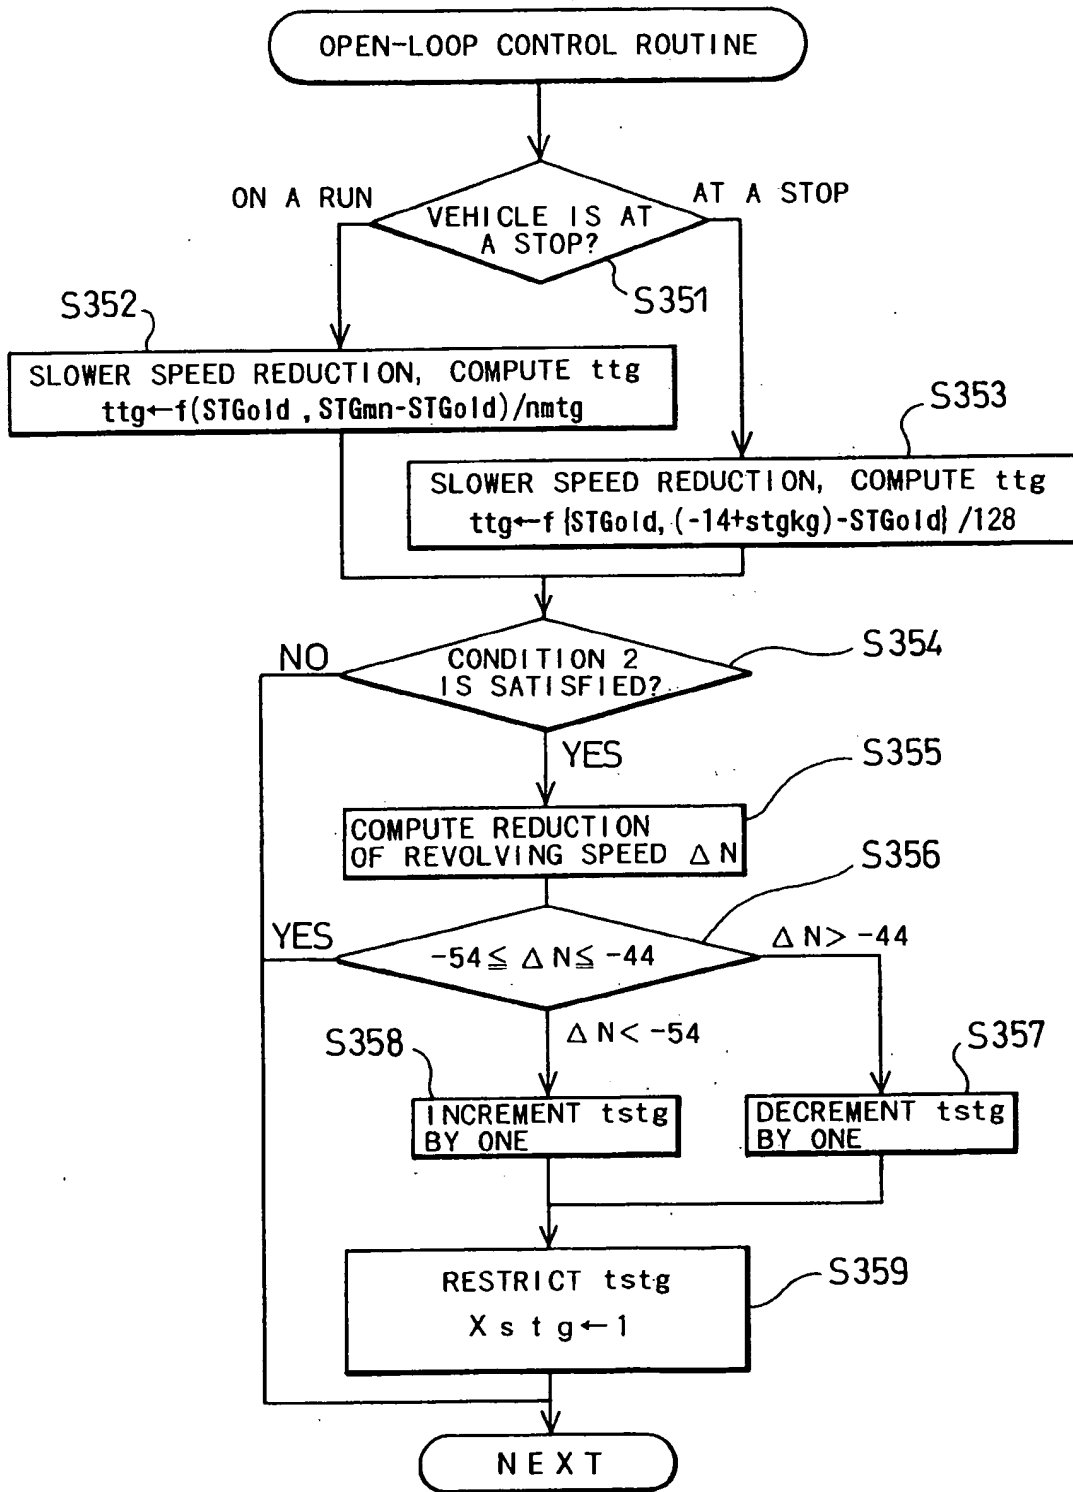 OPEN-LOOP CONTROL ROUTINE
ON A RUN
AT A STOP
VEHICLE IS AT
A STOP?
S351
S352
SLOWER SPEED REDUCTION, COMPUTE ttg
ttg←f(STGold ,STGmn-STGold)/nmtg
S353
SLOWER SPEED REDUCTION, COMPUTE ttg
ttg←f{STGold,(-14+stgkg)-STGold}/128
NO
CONDITION 2
IS SATISFIED?
S354
YES
S355
COMPUTE REDUCTION
OF REVOLVING SPEED ΔN
S356
YES
-54≦ ΔN≦ -44
ΔN> -44
ΔN< -54
S358
S357
INCREMENT tstg
BY ONE
DECREMENT tstg
BY ONE
RESTRICT tstg
Xstg←1
S359
NEXT